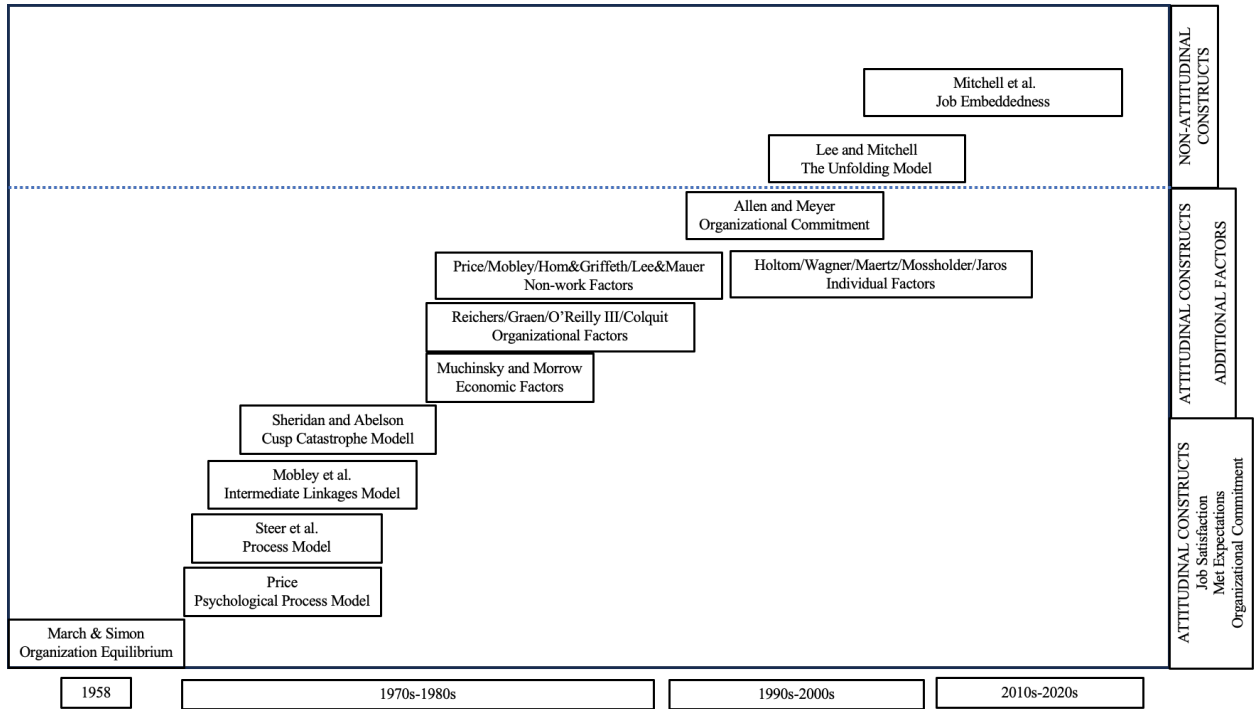 Mitchell et al.
Job Embeddedness
Lee and Mitchell
The Unfolding Model
Allen and Meyer
Organizational Commitment
Price/Mobley/Hom&Griffeth/Lee&Mauer
Non-work Factors
Holtom/Wagner/Maertz/Mossholder/Jaros
Individual Factors
Reichers/Graen/O'Reilly III/Colquit
Organizational Factors
Muchinsky and Morrow
Economic Factors
Sheridan and Abelson
Cusp Catastrophe Modell
Mobley et al.
Intermediate Linkages Model
Steer et al.
Process Model
Price
Psychological Process Model
March & Simon
Organization Equilibrium
1958
1970s-1980s
1990s-2000s
2010s-2020s
NON-ATTITUDINAL
CONSTRUCTS
ATTITUDINAL CONSTRUCTS
ADDITIONAL FACTORS
ATTITUDINAL CONSTRUCTS
Job Satisfaction
Met Expectations
Organizational Commitment